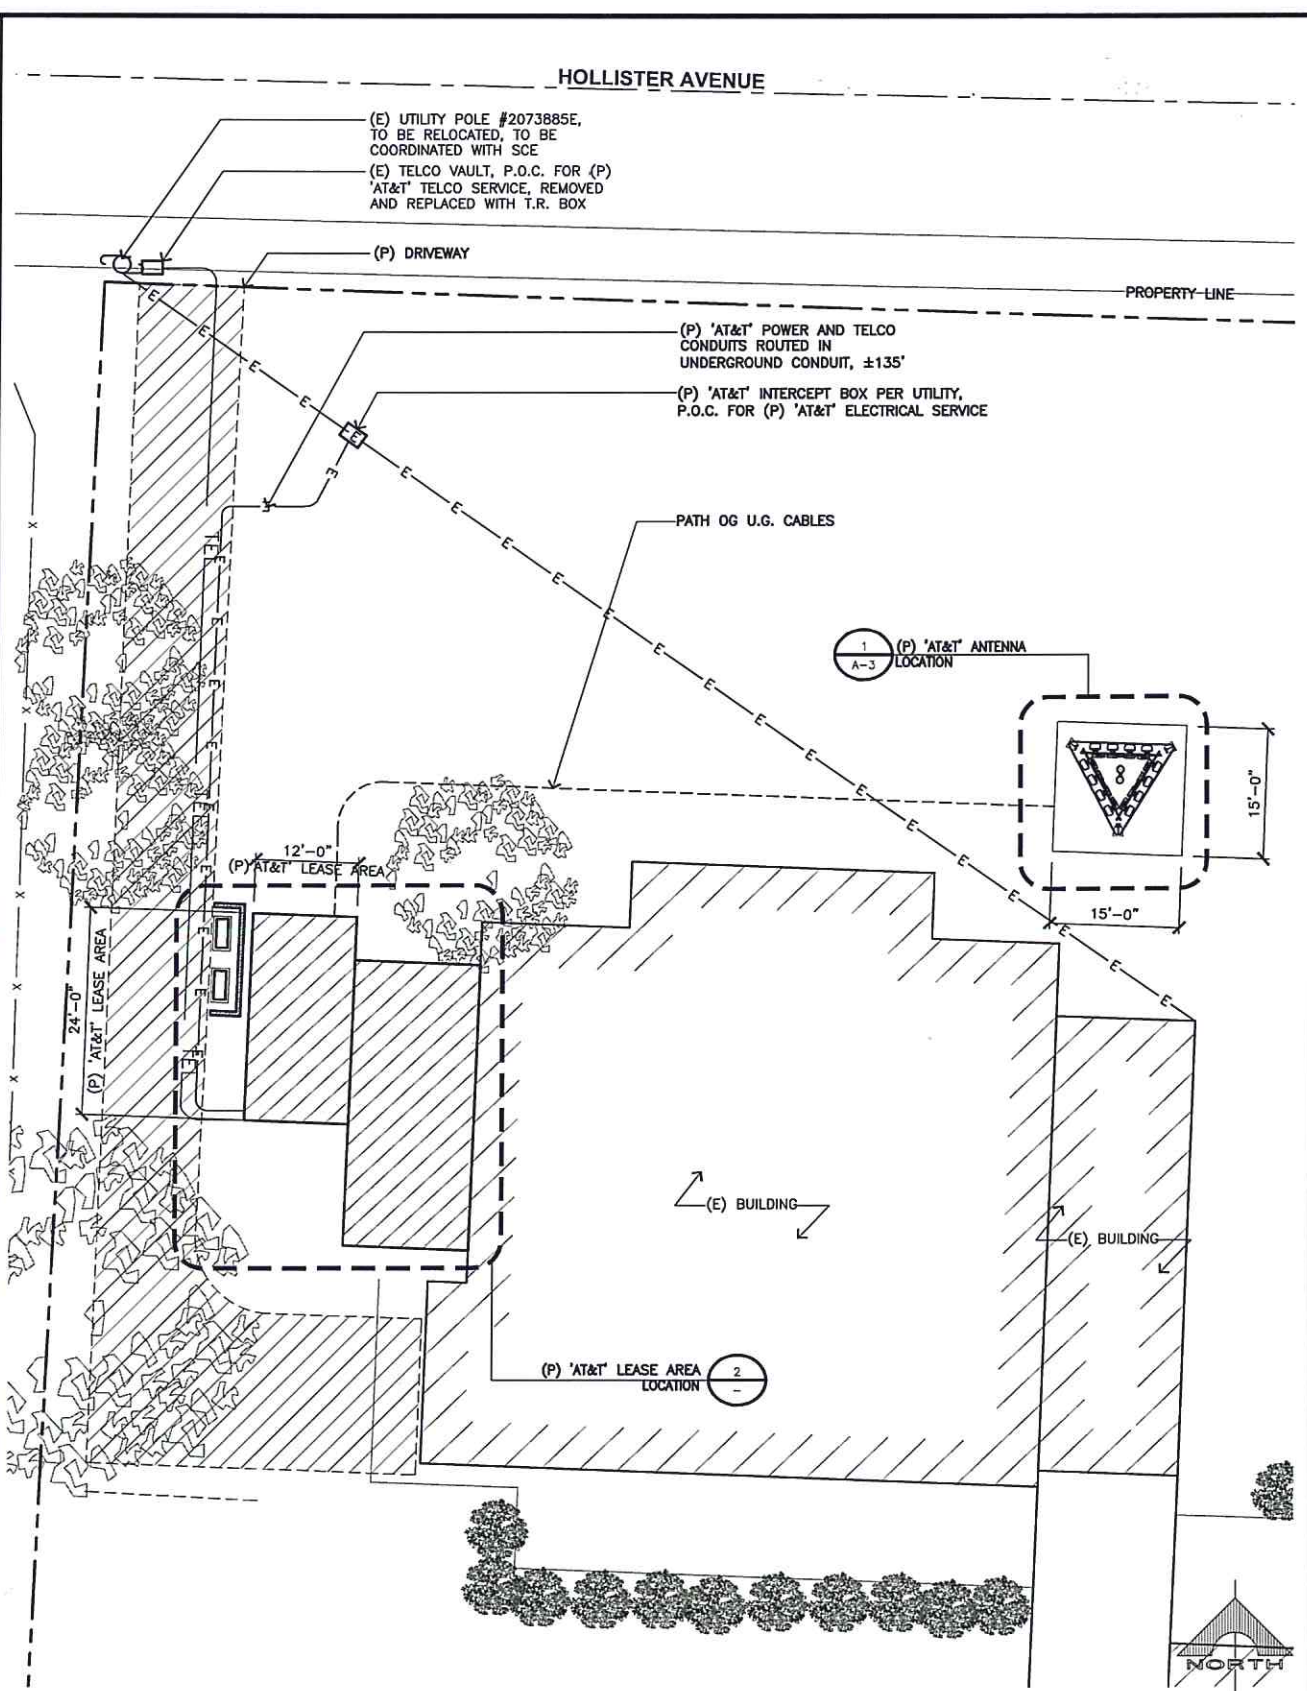 HOLLISTER AVENUE
(E) UTILITY POLE #2073885E,
TO BE RELOCATED, TO BE
COORDINATED WITH SCE
(E) TELCO VAULT, P.O.C. FOR (P)
'AT&T' TELCO SERVICE, REMOVED
AND REPLACED WITH T.R. BOX
(P) DRIVEWAY
PROPERTY LINE
(P) 'AT&T' POWER AND TELCO
CONDUITS ROUTED IN
UNDERGROUND CONDUIT, ±135'
(P) 'AT&T' INTERCEPT BOX PER UTILITY,
P.O.C. FOR (P) 'AT&T' ELECTRICAL SERVICE
PATH OG U.G. CABLES
1
A-3
(P) 'AT&T' ANTENNA
LOCATION
15'-0"
15'-0"
12'-0"
(P) 'AT&T' LEASE AREA
24'-0"
(P) 'AT&T' LEASE AREA
(E) BUILDING
(E) BUILDING
(P) 'AT&T' LEASE AREA
LOCATION
2
-
NORTH